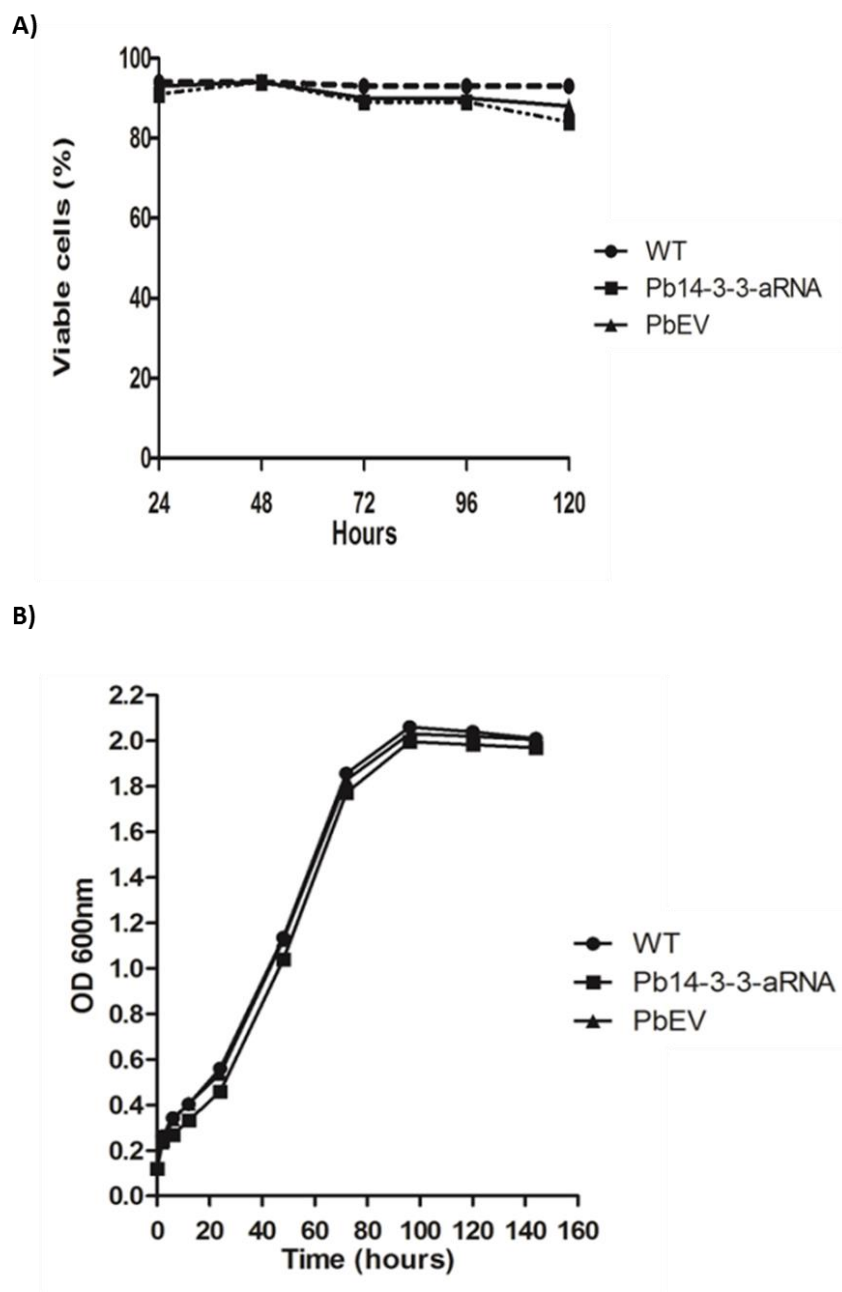 A)
100
80
60
40
20
0
Viable cells (%)
24 48 72 96 120
Hours
WT
Pb14-3-3-aRNA
PbEV
B)
2.2
2.0
1.8
1.6
1.4
1.2
1.0
0.8
0.6
0.4
0.2
0.0
OD 600nm
0 20 40 60 80 100 120 140 160
Time (hours)
WT
Pb14-3-3-aRNA
PbEV